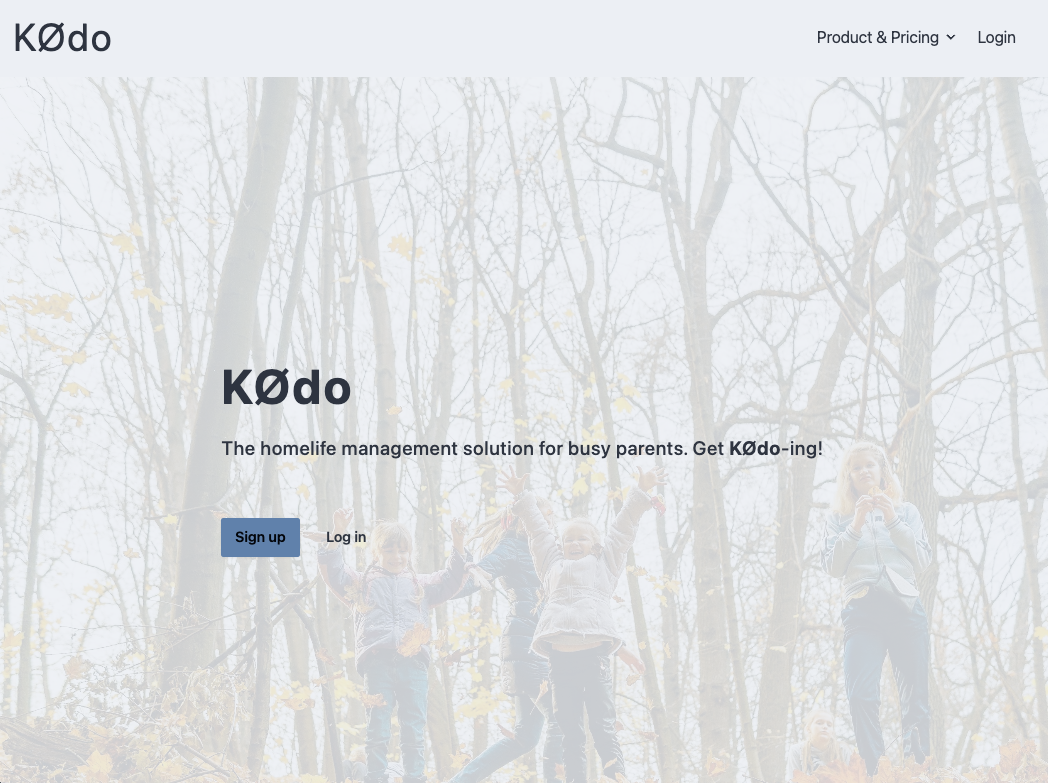 KØdo
Product & Pricing
Login
KØdo
The homelife management solution for busy parents. Get KØdo-ing!
Sign up
Log in